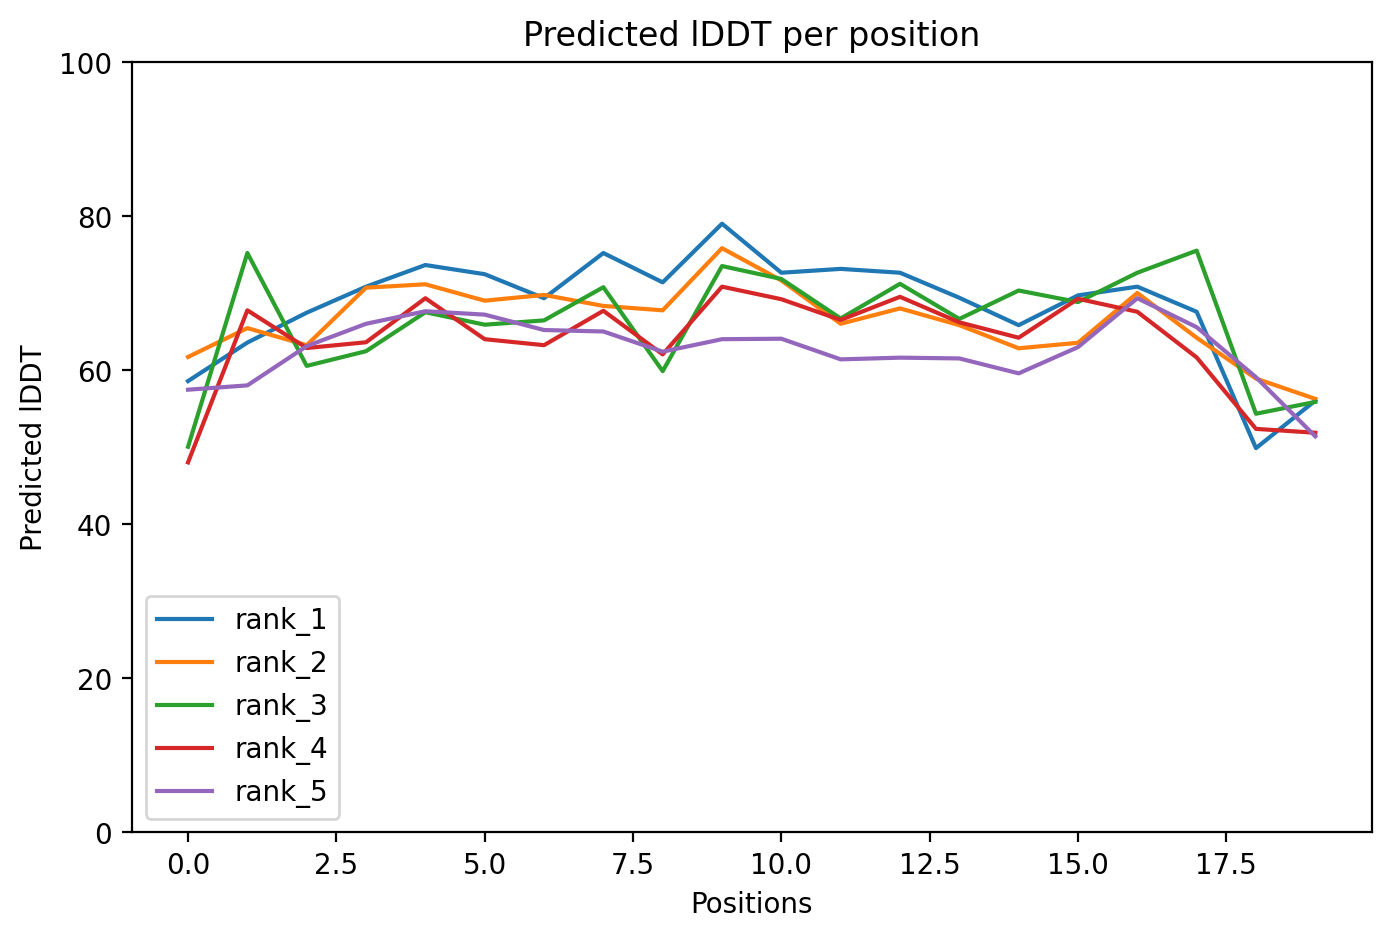 Predicted lDDT per position
100
80
60
40
20
0
Predicted lDDT
rank_1
rank_2
rank_3
rank_4
rank_5
0.0 2.5 5.0 7.5 10.0 12.5 15.0 17.5
Positions